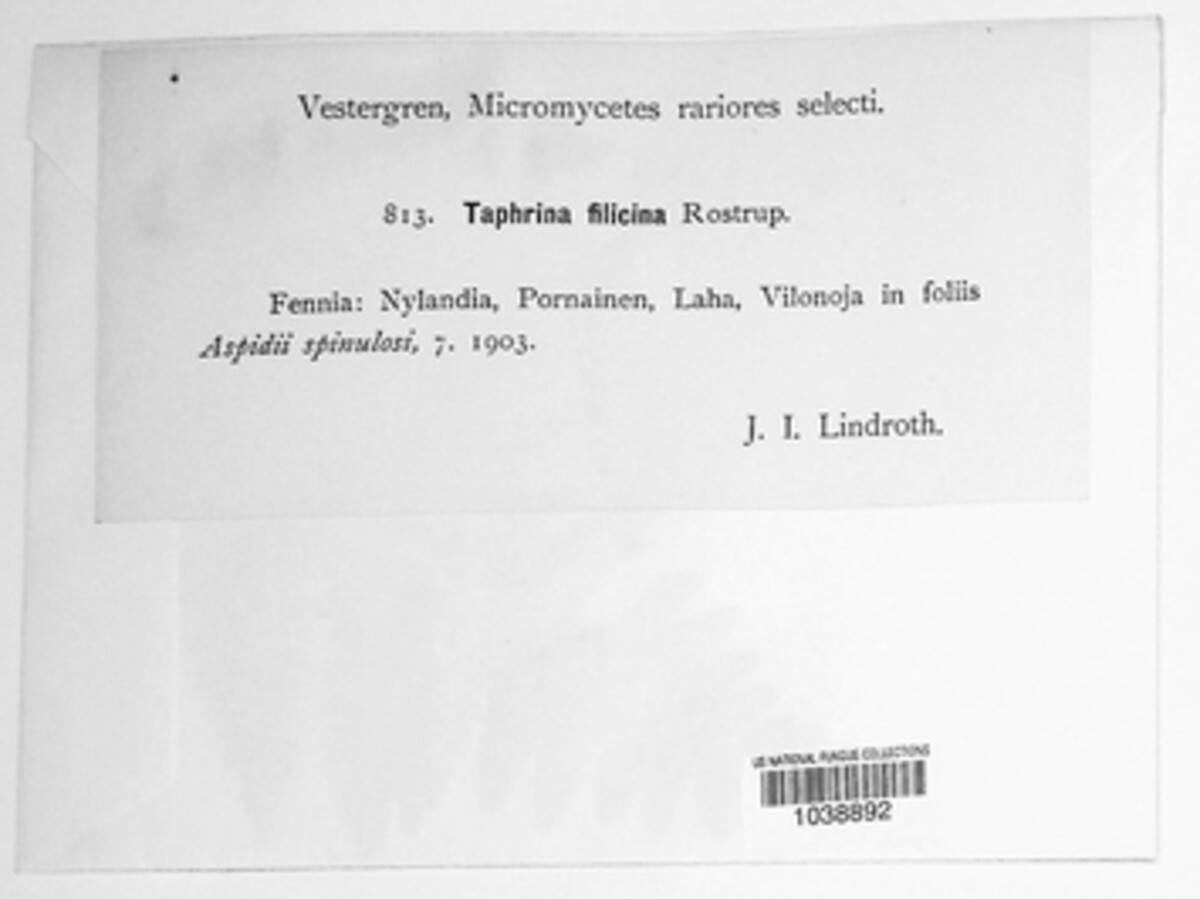 Vestergren, Micromycetes rariores selecti.
813. Taphrina filicina Rostrup.
Fennia: Nylandia, Pornainen, Laha, Vilonoja in foliis
Aspidii spinulosi, 7. 1903.
J. I. Lindroth.
US NATIONAL FUNGUS COLLECTIONS
1038892